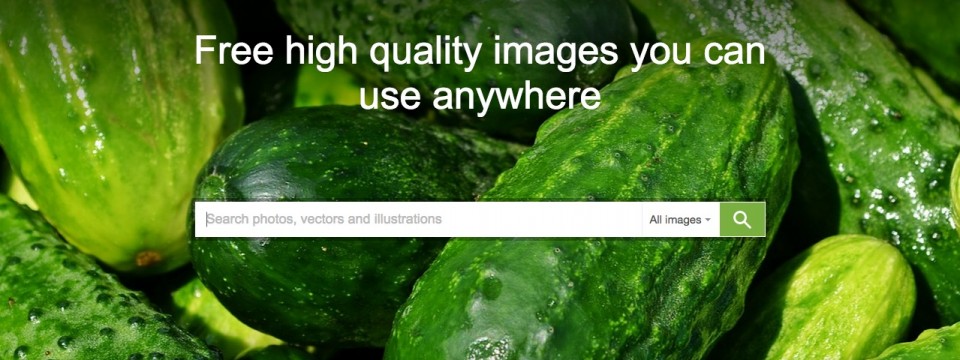 Free high quality images you can
use anywhere
Search photos, vectors and illustrations
All images